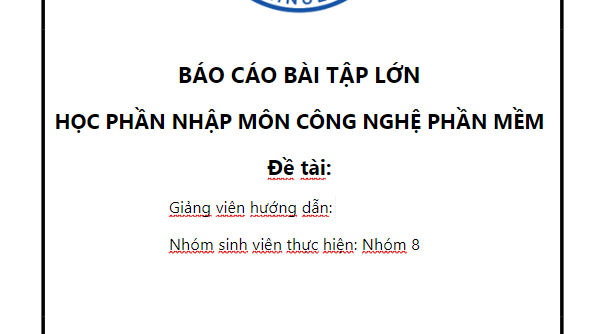 BÁO CÁO BÀI TẬP LỚN
HỌC PHẦN NHẬP MÔN CÔNG NGHỆ PHẦN MỀM
Đề tài:
Giảng viên hướng dẫn:
Nhóm sinh viên thực hiện: Nhóm 8